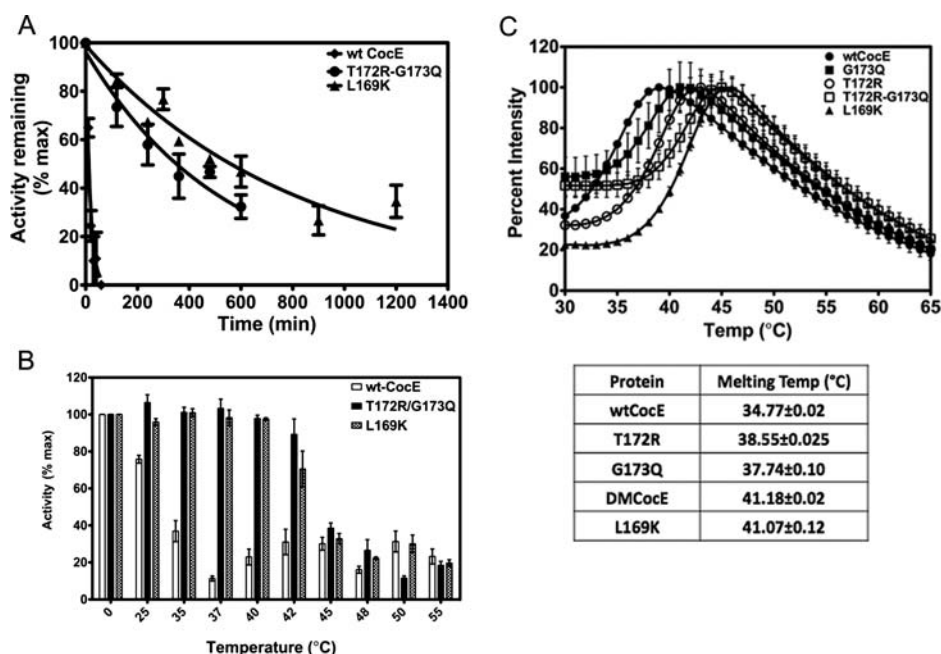 A
Activity remaining
(% max)
100
80
60
40
20
0
wt CocE
T172R-G173Q
L169K
0 200 400 600 800 1000 1200 1400
Time (min)
B
Activity (% max)
120
100
80
60
40
20
0
wt-CocE
T172R/G173Q
L169K
0 25 35 37 40 42 45 48 50 55
Temperature (°C)
C
Percent Intensity
120
100
80
60
40
20
0
wtCocE
G173Q
T172R
T172R-G173Q
L169K
30 35 40 45 50 55 60 65
Temp (°C)
Protein Melting Temp (°C)
wtCocE 34.77±0.02
T172R 38.55±0.025
G173Q 37.74±0.10
DMCocE 41.18±0.02
L169K 41.07±0.12